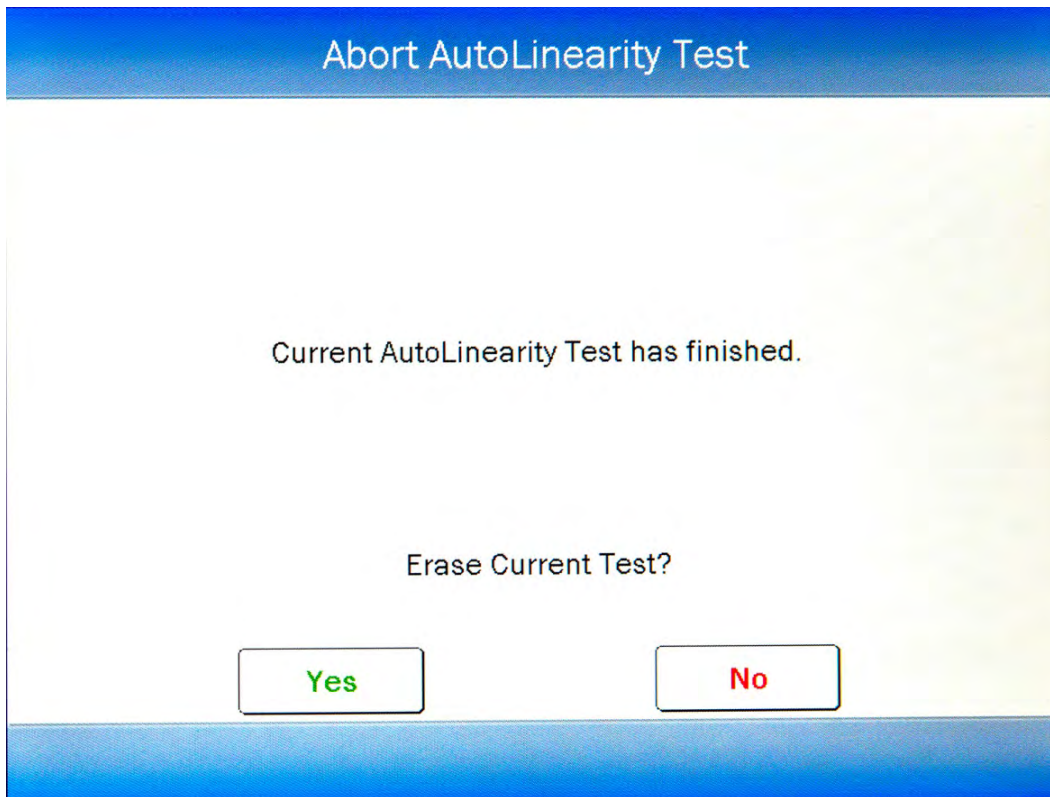 Abort AutoLinearity Test
Current AutoLinearity Test has finished.
Erase Current Test?
Yes
No